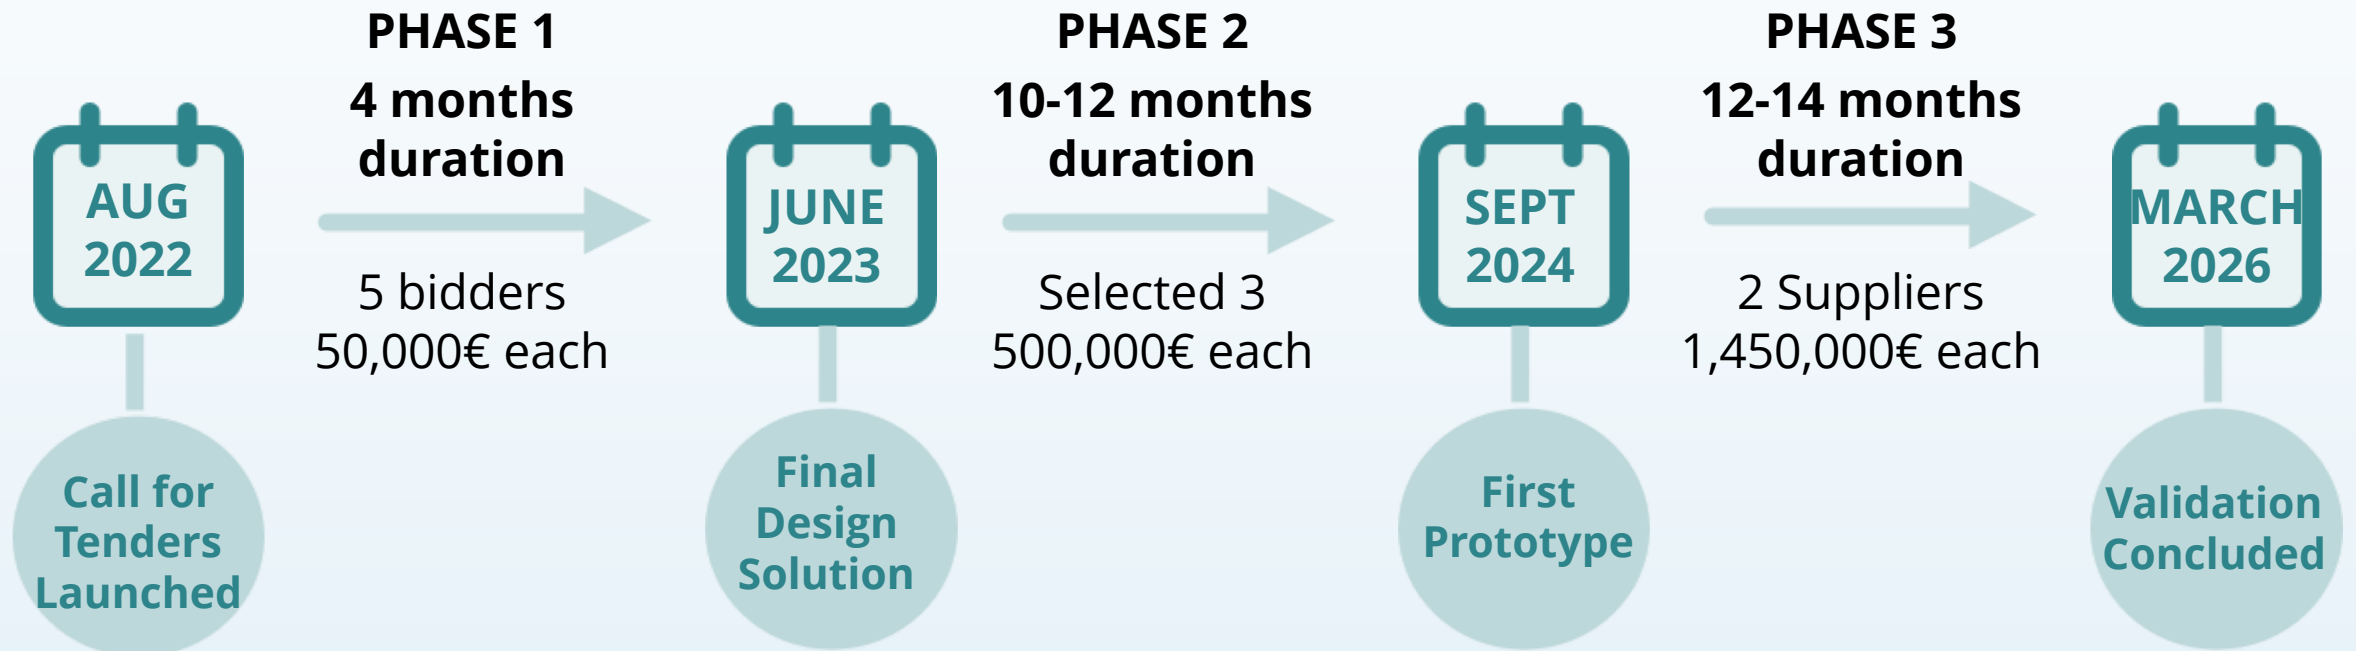 PHASE 1
4 months
duration
5 bidders
50,000€ each
PHASE 2
10-12 months
duration
Selected 3
500,000€ each
PHASE 3
12-14 months
duration
2 Suppliers
1,450,000€ each
AUG
2022
JUNE
2023
SEPT
2024
MARCH
2026
Call for
Tenders
Launched
Final
Design
Solution
First
Prototype
Validation
Concluded